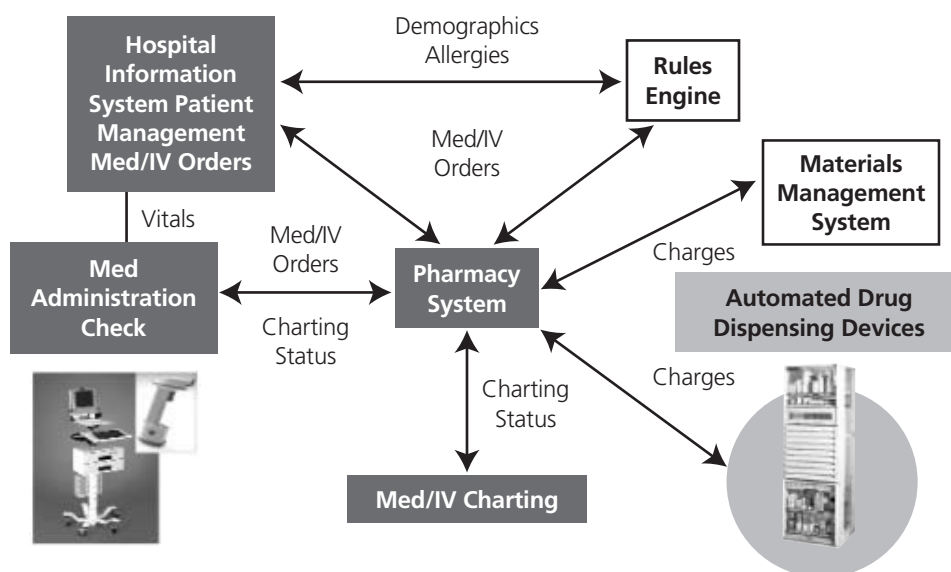 Hospital
Information
System Patient
Management
Med/IV Orders
Demographics
Allergies
Rules
Engine
Med/IV
Orders
Materials
Management
System
Vitals
Med
Administration
Check
Med/IV
Orders
Charting
Status
Pharmacy
System
Charges
Automated Drug
Dispensing Devices
Charges
Charting
Status
Med/IV Charting